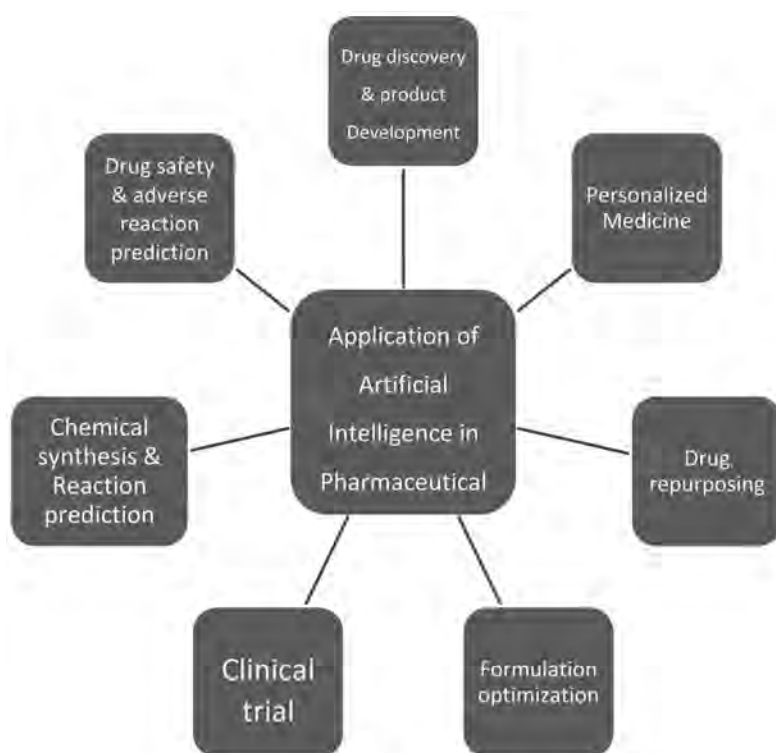 Drug discovery
& product
Development
Drug safety
& adverse
reaction
prediction
Personalized
Medicine
Application of
Artificial
Intelligence in
Pharmaceutical
Chemical
synthesis &
Reaction
prediction
Drug
repurposing
Clinical
trial
Formulation
optimization